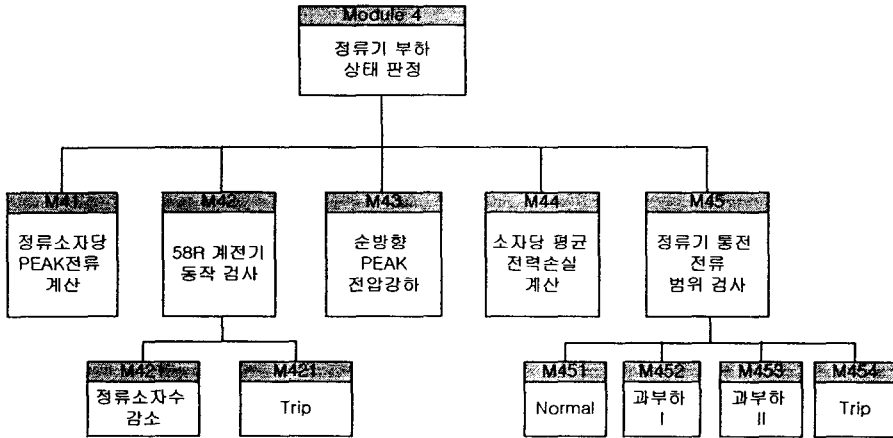 Module 4
정류기 부하
상태 판정
M41
정류소자당
PEAK전류
계산
M42
58R 계전기
동작 검사
M43
순방향
PEAK
전압강하
M44
소자당 평균
전력손실
계산
M45
정류기 통전
전류
범위 검사
M421
정류소자수
감소
M421
Trip
M451
Normal
M452
과부하
I
M453
과부하
II
M454
Trip